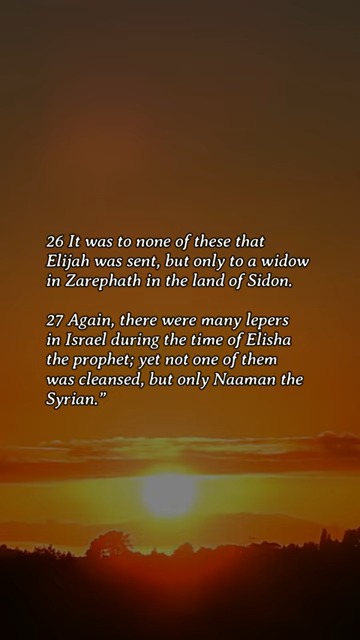 26 It was to none of these that
Elijah was sent, but only to a widow
in Zarephath in the land of Sidon.
27 Again, there were many lepers
in Israel during the time of Elisha
the prophet; yet not one of them
was cleansed, but only Naaman the
Syrian.”